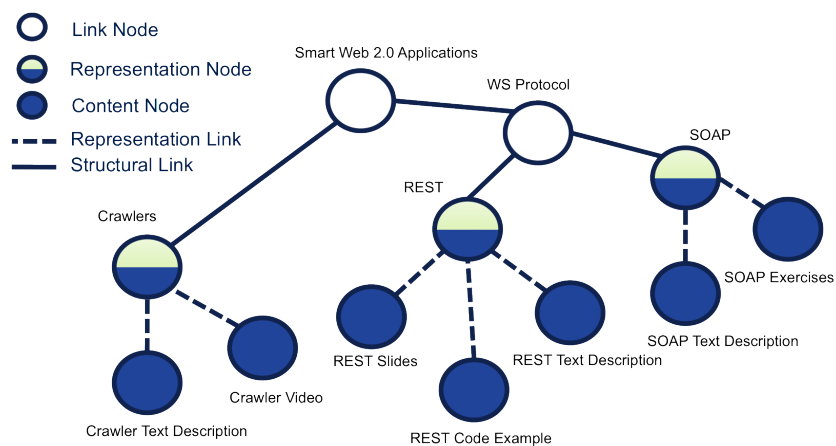 Link Node
Representation Node
Content Node
Representation Link
Structural Link
Smart Web 2.0 Applications
WS Protocol
SOAP
REST
Crawlers
SOAP Exercises
SOAP Text Description
REST Slides
REST Text Description
Crawler Video
Crawler Text Description
REST Code Example